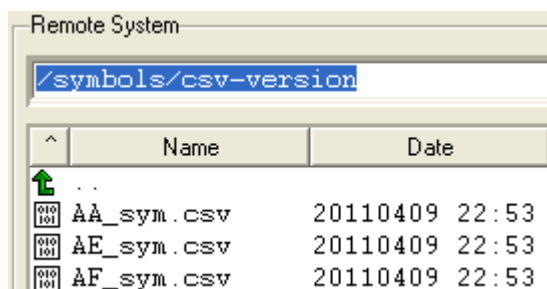 Remote System
/symbols/csv-version
^ Name Date
..
AA_sym.csv 20110409 22:53
AE_sym.csv 20110409 22:53
AF_sym.csv 20110409 22:53